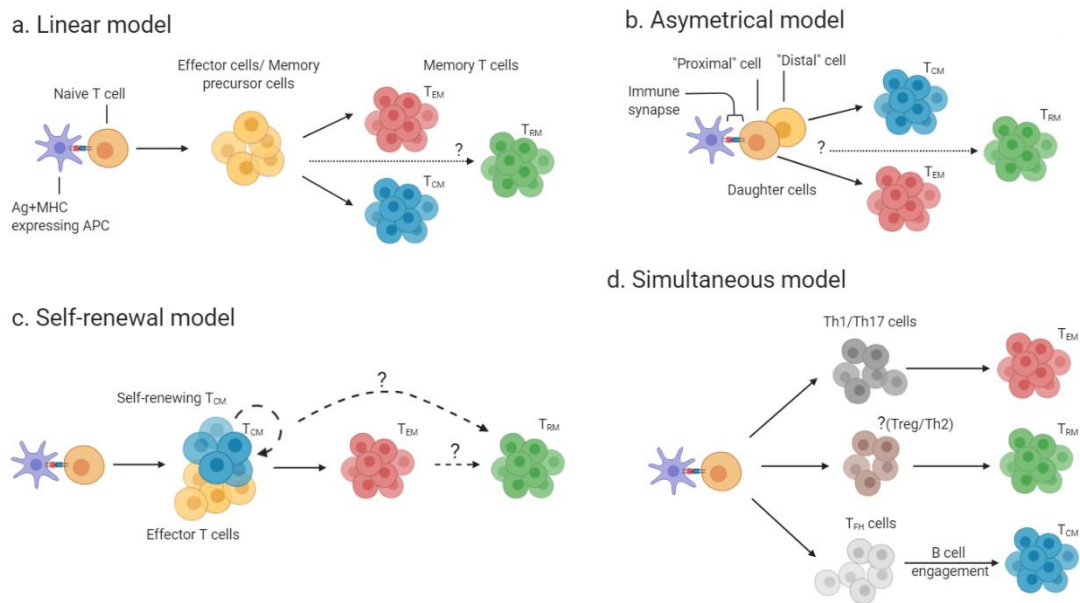 a. Linear model
Naive T cell
Effector cells/ Memory
precursor cells
Memory T cells
TEM
TRM
?
TCM
Ag+MHC
expressing APC
b. Asymetrical model
"Proximal" cell
"Distal" cell
Immune
synapse
TCM
TRM
?
TEM
Daughter cells
c. Self-renewal model
?
Self-renewing TCM
TCM
TEM
?
TRM
Effector T cells
d. Simultaneous model
Th1/Th17 cells
TEM
?(Treg/Th2)
TRM
TFH cells
B cell
engagement
TCM